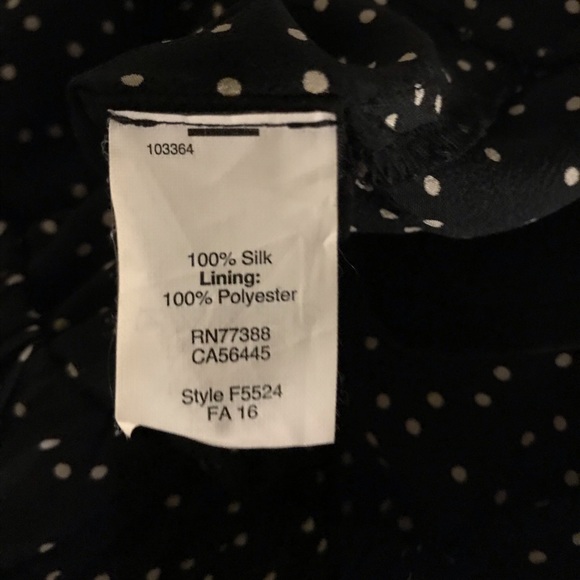 103364
100% Silk
Lining:
100% Polyester
RN77388
CA56445
Style F5524
FA 16